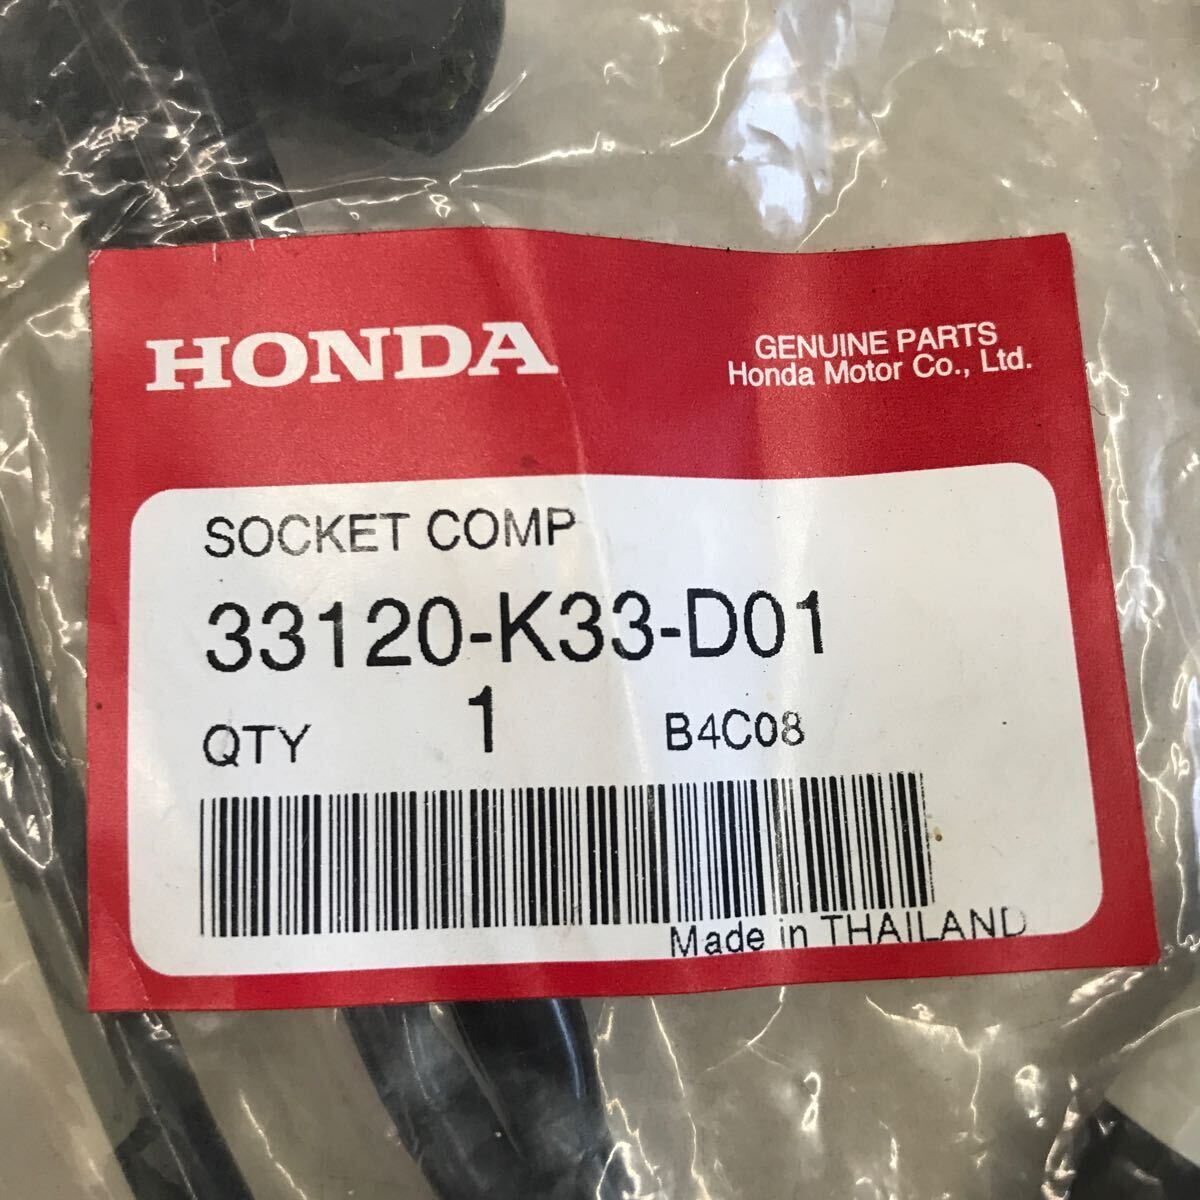 HONDA
GENUINE PARTS
Honda Motor Co., Ltd.
SOCKET COMP
33120-K33-D01
QTY 1 B4C08
Made in THAILAND